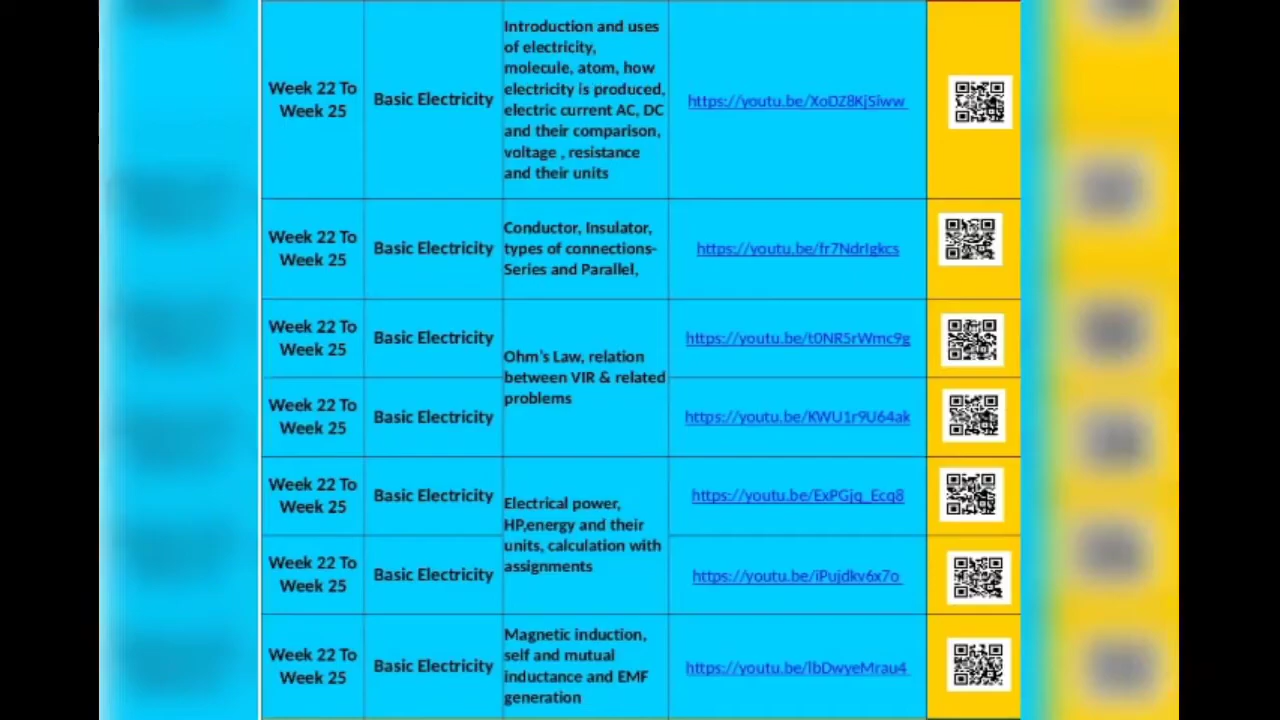 Week 22 To
Week 25
Basic Electricity
Introduction and uses
of electricity,
molecule, atom, how
electricity is produced,
electric current AC, DC
and their comparison,
voltage , resistance
and their units
https://youtu.be/XoDZ8KjSiww
Week 22 To
Week 25
Basic Electricity
Conductor, Insulator,
types of connections-
Series and Parallel,
https://youtu.be/fr7NdrIgkcs
Week 22 To
Week 25
Basic Electricity
Ohm's Law, relation
between VIR & related
problems
https://youtu.be/t0NR5rWmc9g
Week 22 To
Week 25
Basic Electricity
https://youtu.be/KWU1r9U64ak
Week 22 To
Week 25
Basic Electricity
Electrical power,
HP,energy and their
units, calculation with
assignments
https://youtu.be/ExPGjq_Ecq8
Week 22 To
Week 25
Basic Electricity
https://youtu.be/iPujdkv6x7o
Week 22 To
Week 25
Basic Electricity
Magnetic induction,
self and mutual
inductance and EMF
generation
https://youtu.be/lbDwyeMrau4